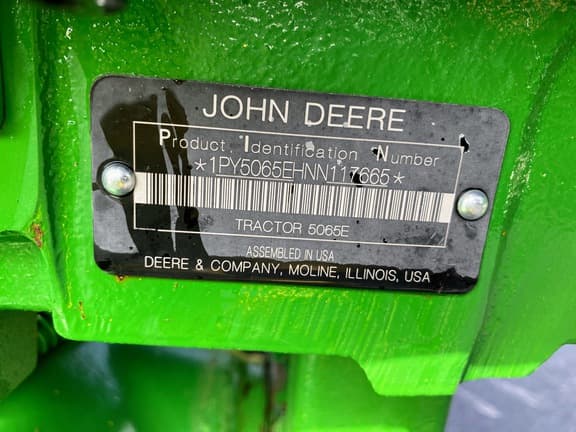 JOHN DEERE
Product Identification Number
*1PY5065EHNN117665*
TRACTOR 5065E
ASSEMBLED IN USA
DEERE & COMPANY, MOLINE, ILLINOIS, USA